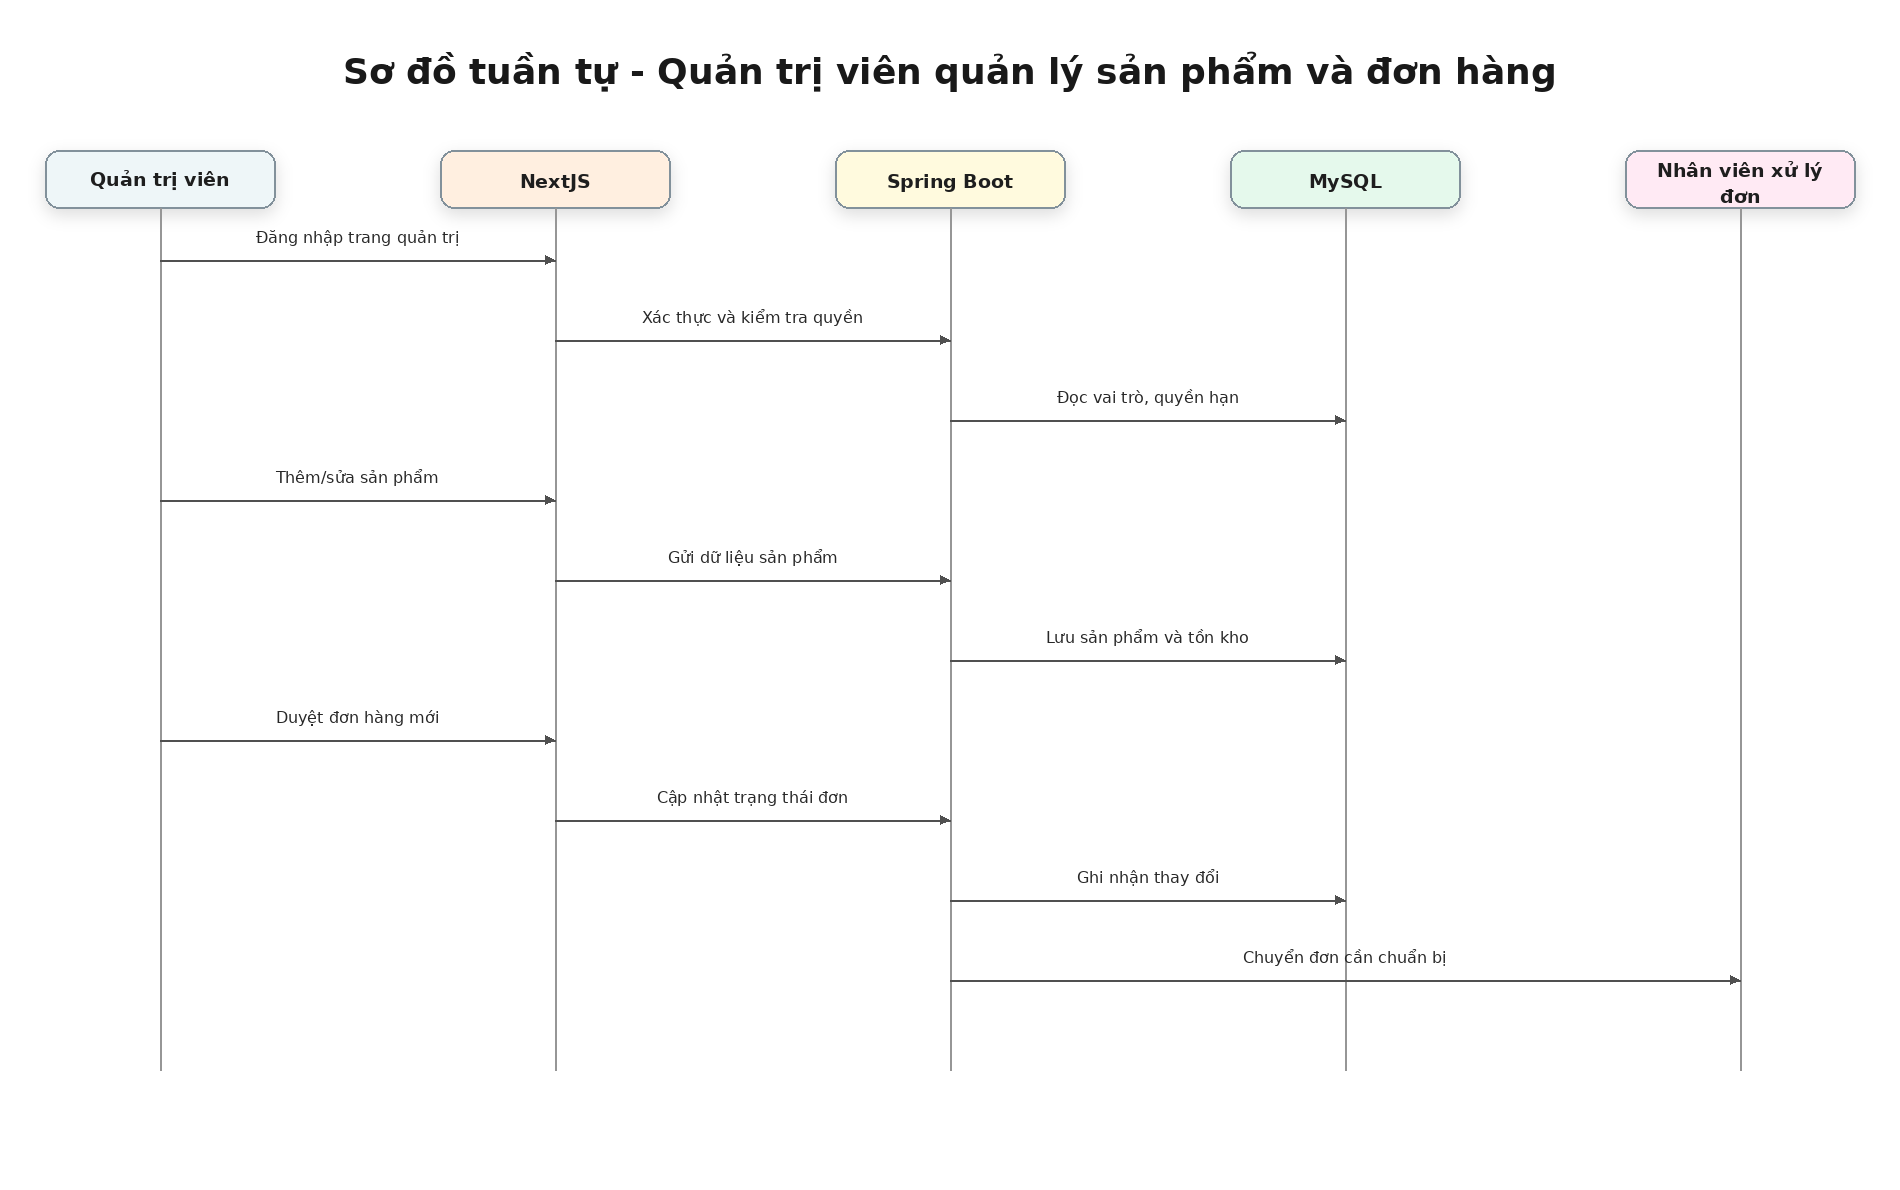 Sơ đồ tuần tự - Quản trị viên quản lý sản phẩm và đơn hàng
Quản trị viên
NextJS
Spring Boot
MySQL
Nhân viên xử lý
đơn
Đăng nhập trang quản trị
Xác thực và kiểm tra quyền
Đọc vai trò, quyền hạn
Thêm/sửa sản phẩm
Gửi dữ liệu sản phẩm
Lưu sản phẩm và tồn kho
Duyệt đơn hàng mới
Cập nhật trạng thái đơn
Ghi nhận thay đổi
Chuyển đơn cần chuẩn bị